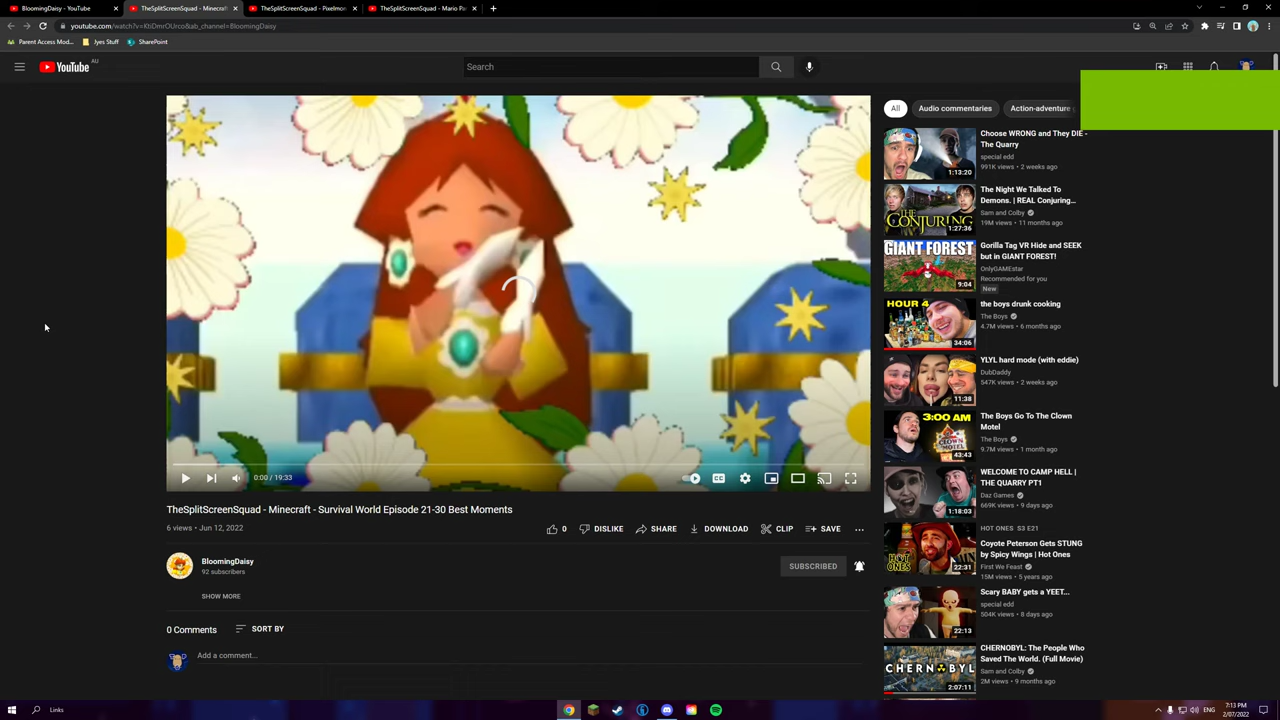 BloomingDaisy - YouTube
TheSplitScreenSquad - Minecraft
TheSplitScreenSquad - Pixelmon
TheSplitScreenSquad - Mario Pa
youtube.com/watch?v=KbDmrOUrco&ab_channel=BloomingDaisy
Parent Access Mod...
Jyes Stuff
SharePoint
YouTube
AU
Search
All
Audio commentaries
Action-adventure
Choose WRONG and They DIE -
The Quarry
special edd
991K views • 2 weeks ago
1:13:20
The Night We Talked To
Demons. | REAL Conjuring...
Sam and Colby
19M views • 11 months ago
THE CONJURING
1:27:36
Gorilla Tag VR Hide and SEEK
but in GIANT FOREST!
OnlyGAMEstar
Recommended for you
New
GIANT FOREST
9:04
the boys drunk cooking
The Boys
4.7M views • 6 months ago
HOUR 4
34:06
YLYL hard mode (with eddie)
DubDaddy
547K views • 2 weeks ago
11:38
The Boys Go To The Clown
Motel
The Boys
9.7M views • 1 month ago
3:00 AM
CLOWN
MOTEL
43:43
WELCOME TO CAMP HELL |
THE QUARRY PT1
Daz Games
669K views • 9 days ago
1:18:03
HOT ONES S3 E21
Coyote Peterson Gets STUNG
by Spicy Wings | Hot Ones
First We Feast
15M views • 5 years ago
22:31
Scary BABY gets a YEET...
special edd
504K views • 8 days ago
22:13
CHERNOBYL: The People Who
Saved The World. (Full Movie)
Sam and Colby
2M views • 9 months ago
CHERNOBYL
2:07:11
0:00 / 19:33
TheSplitScreenSquad - Minecraft - Survival World Episode 21-30 Best Moments
6 views • Jun 12, 2022
0
DISLIKE
SHARE
DOWNLOAD
CLIP
SAVE
BloomingDaisy
92 subscribers
SUBSCRIBED
SHOW MORE
0 Comments
SORT BY
Add a comment...
Links
ENG
7:13 PM
2/07/2022